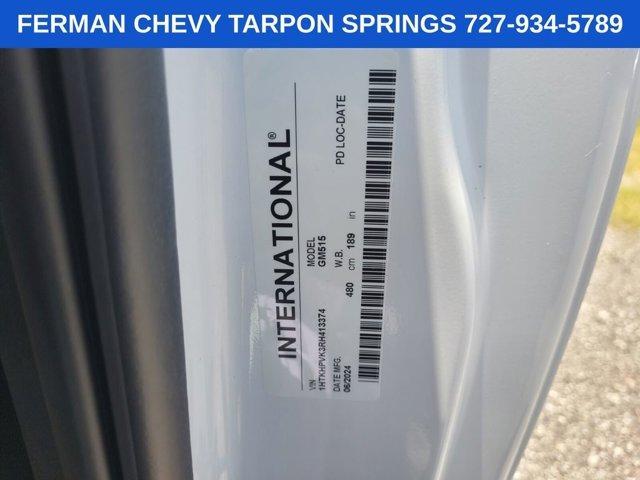 FERMAN CHEVY TARPON SPRINGS 727-934-5789
INTERNATIONAL®
VIN MODEL
1HTKHPVK3RH413374 GM515
DATE MFG. W.B. PD LOC-DATE
06/2024 480 cm 189 in